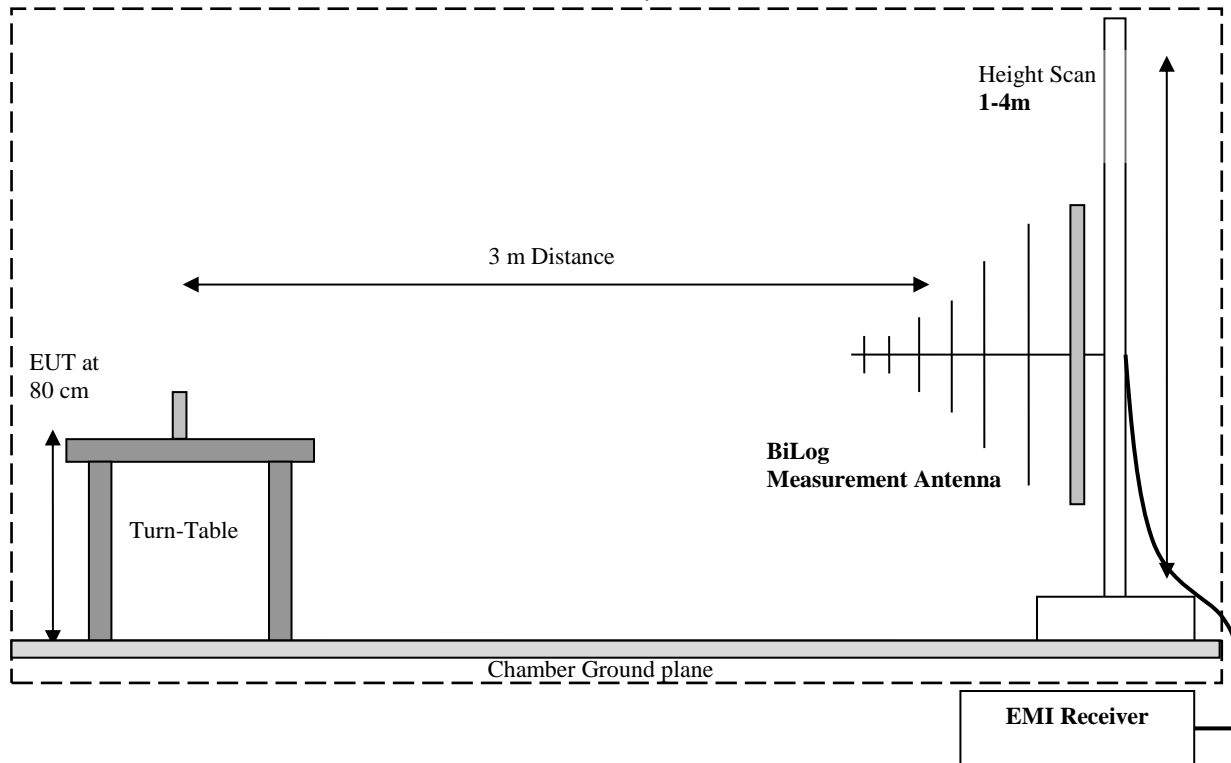 Height Scan
1-4m
3 m Distance
EUT at
80 cm
BiLog
Measurement Antenna
Turn-Table
Chamber Ground plane
EMI Receiver